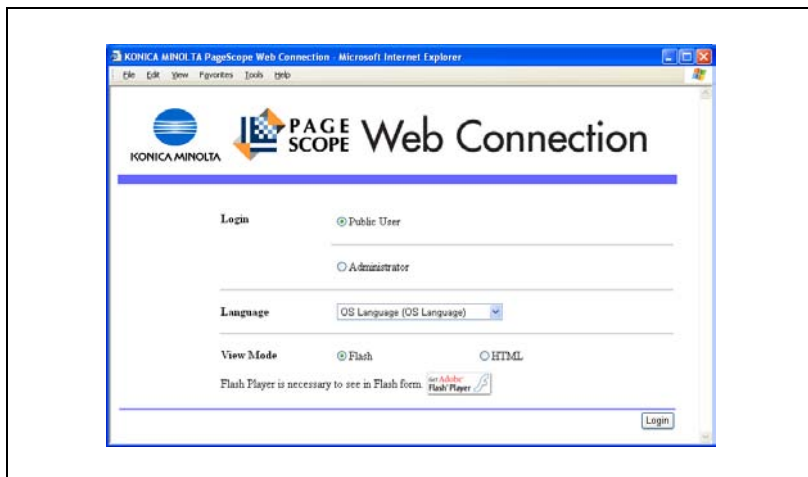 KONICA MINOLTA PageScope Web Connection - Microsoft Internet Explorer
File Edit View Favorites Tools Help
KONICA MINOLTA PAGE SCOPE Web Connection
Login Public User
Administrator
Language OS Language (OS Language)
View Mode Flash HTML
Flash Player is necessary to see in Flash form. Get Adobe Flash Player
Login